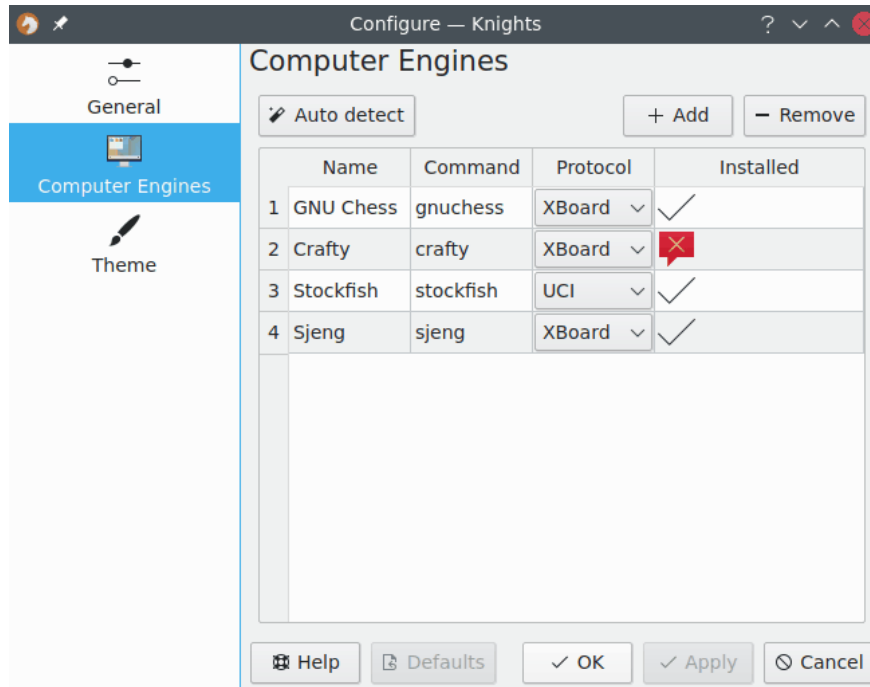 Configure — Knights
General
Computer Engines
Theme
Computer Engines
Auto detect
Add
Remove
Name Command Protocol Installed
1 GNU Chess gnuchess XBoard
2 Crafty crafty XBoard
3 Stockfish stockfish UCI
4 Sjeng sjeng XBoard
Help Defaults OK Apply Cancel